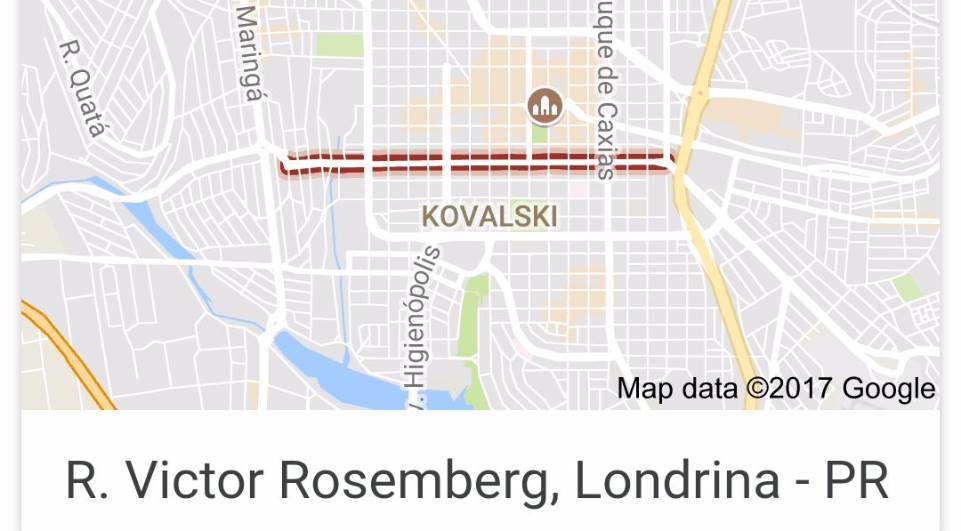 Maringá
uque de Caxias
R. Quatá
KOVALSKI
v. Higienópolis
Map data ©2017 Google
R. Victor Rosemberg, Londrina - PR